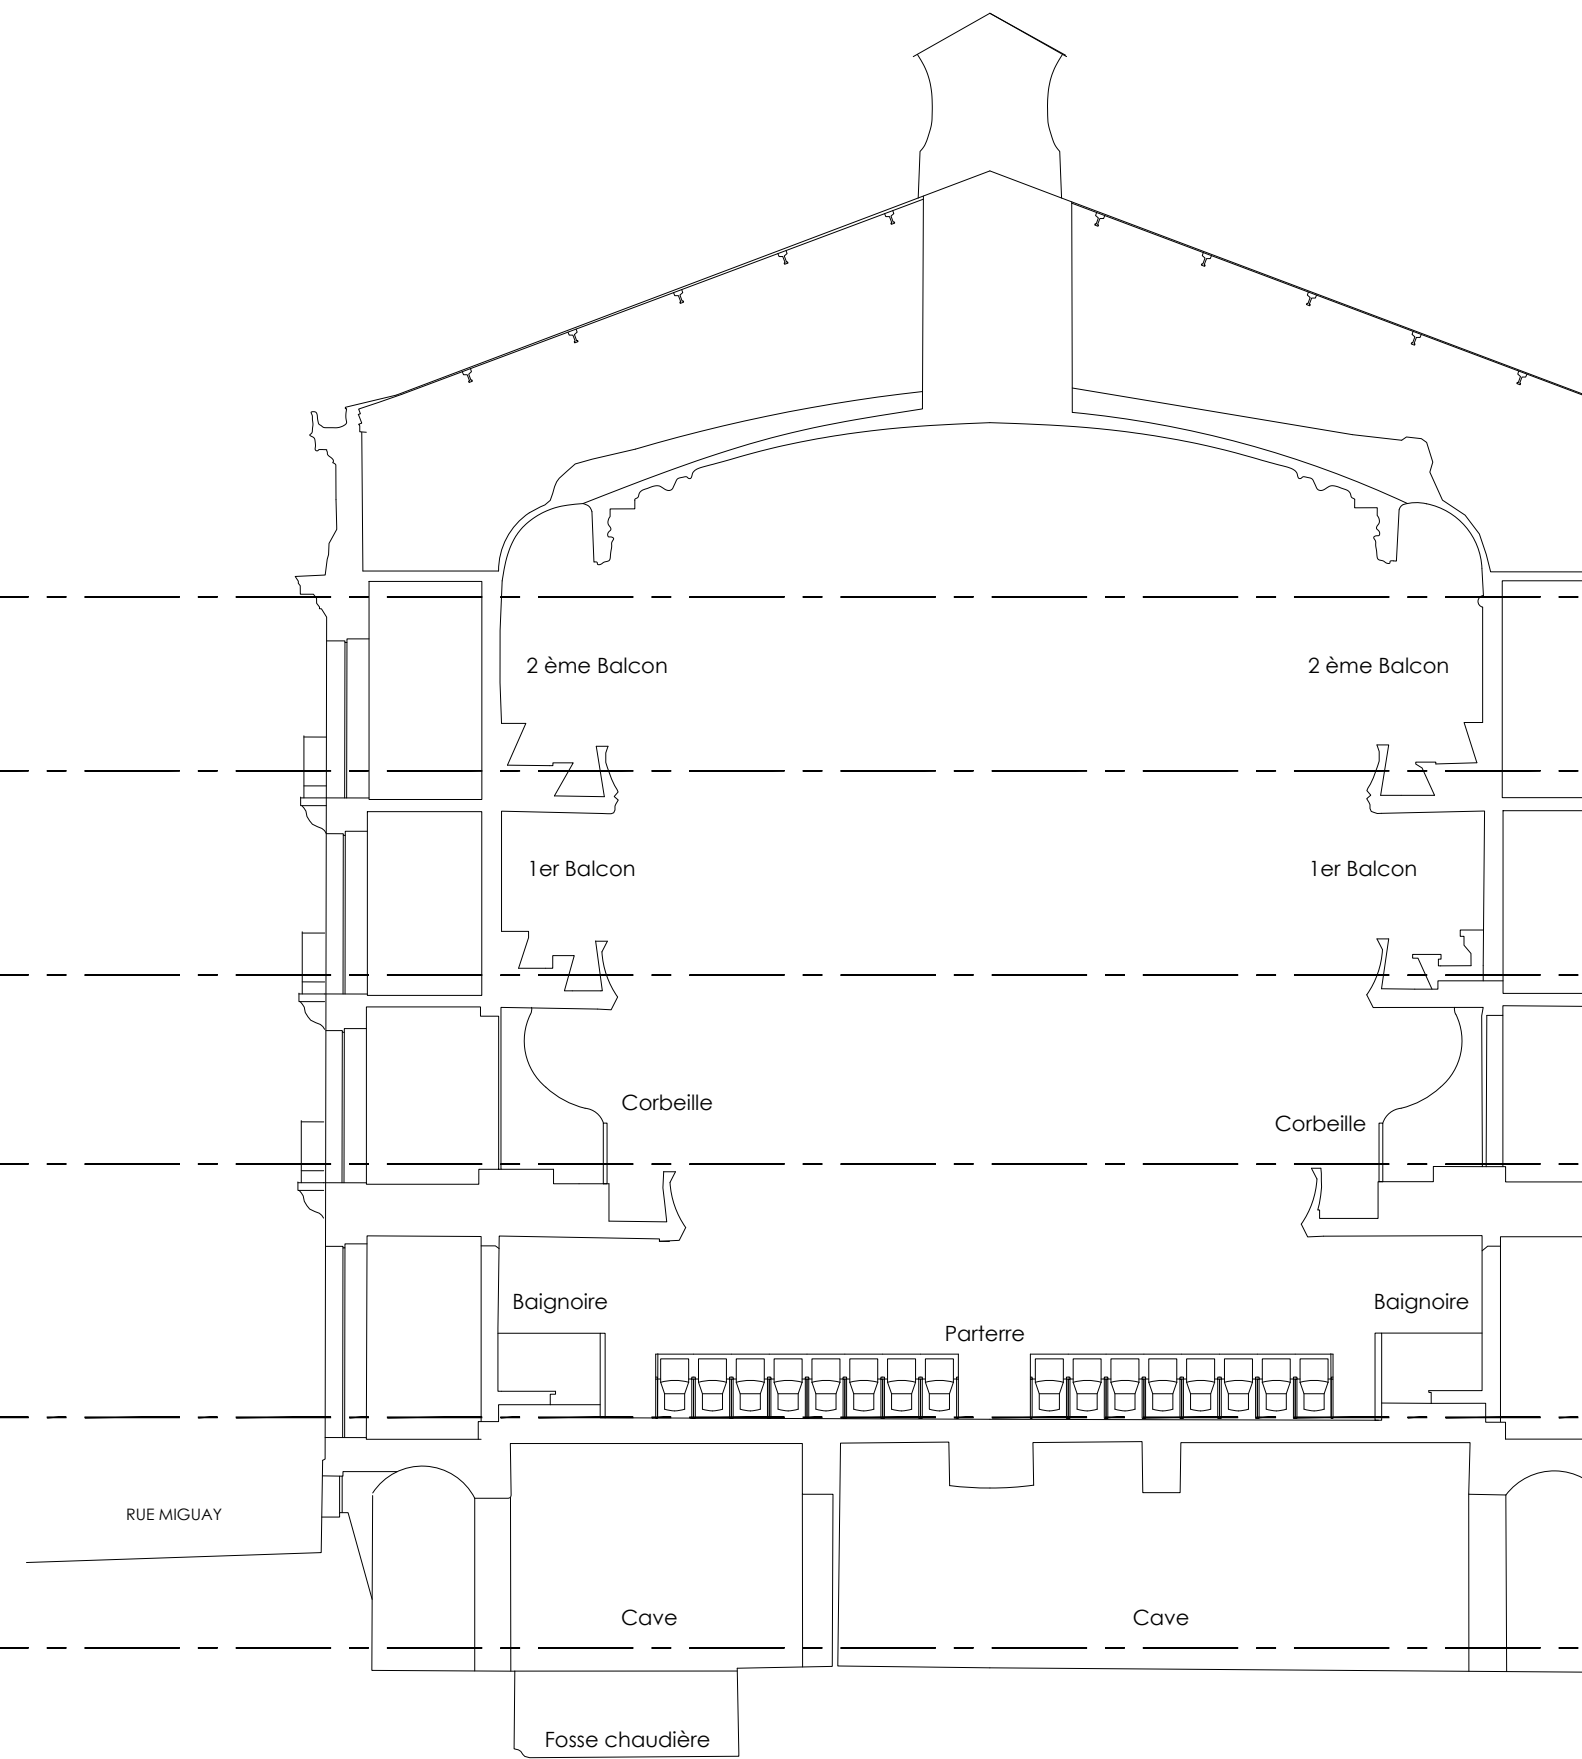 2 ème Balcon
2 ème Balcon
1er Balcon
1er Balcon
Corbeille
Corbeille
Baignoire
Baignoire
Parterre
RUE MIGUAY
Cave
Cave
Fosse chaudière